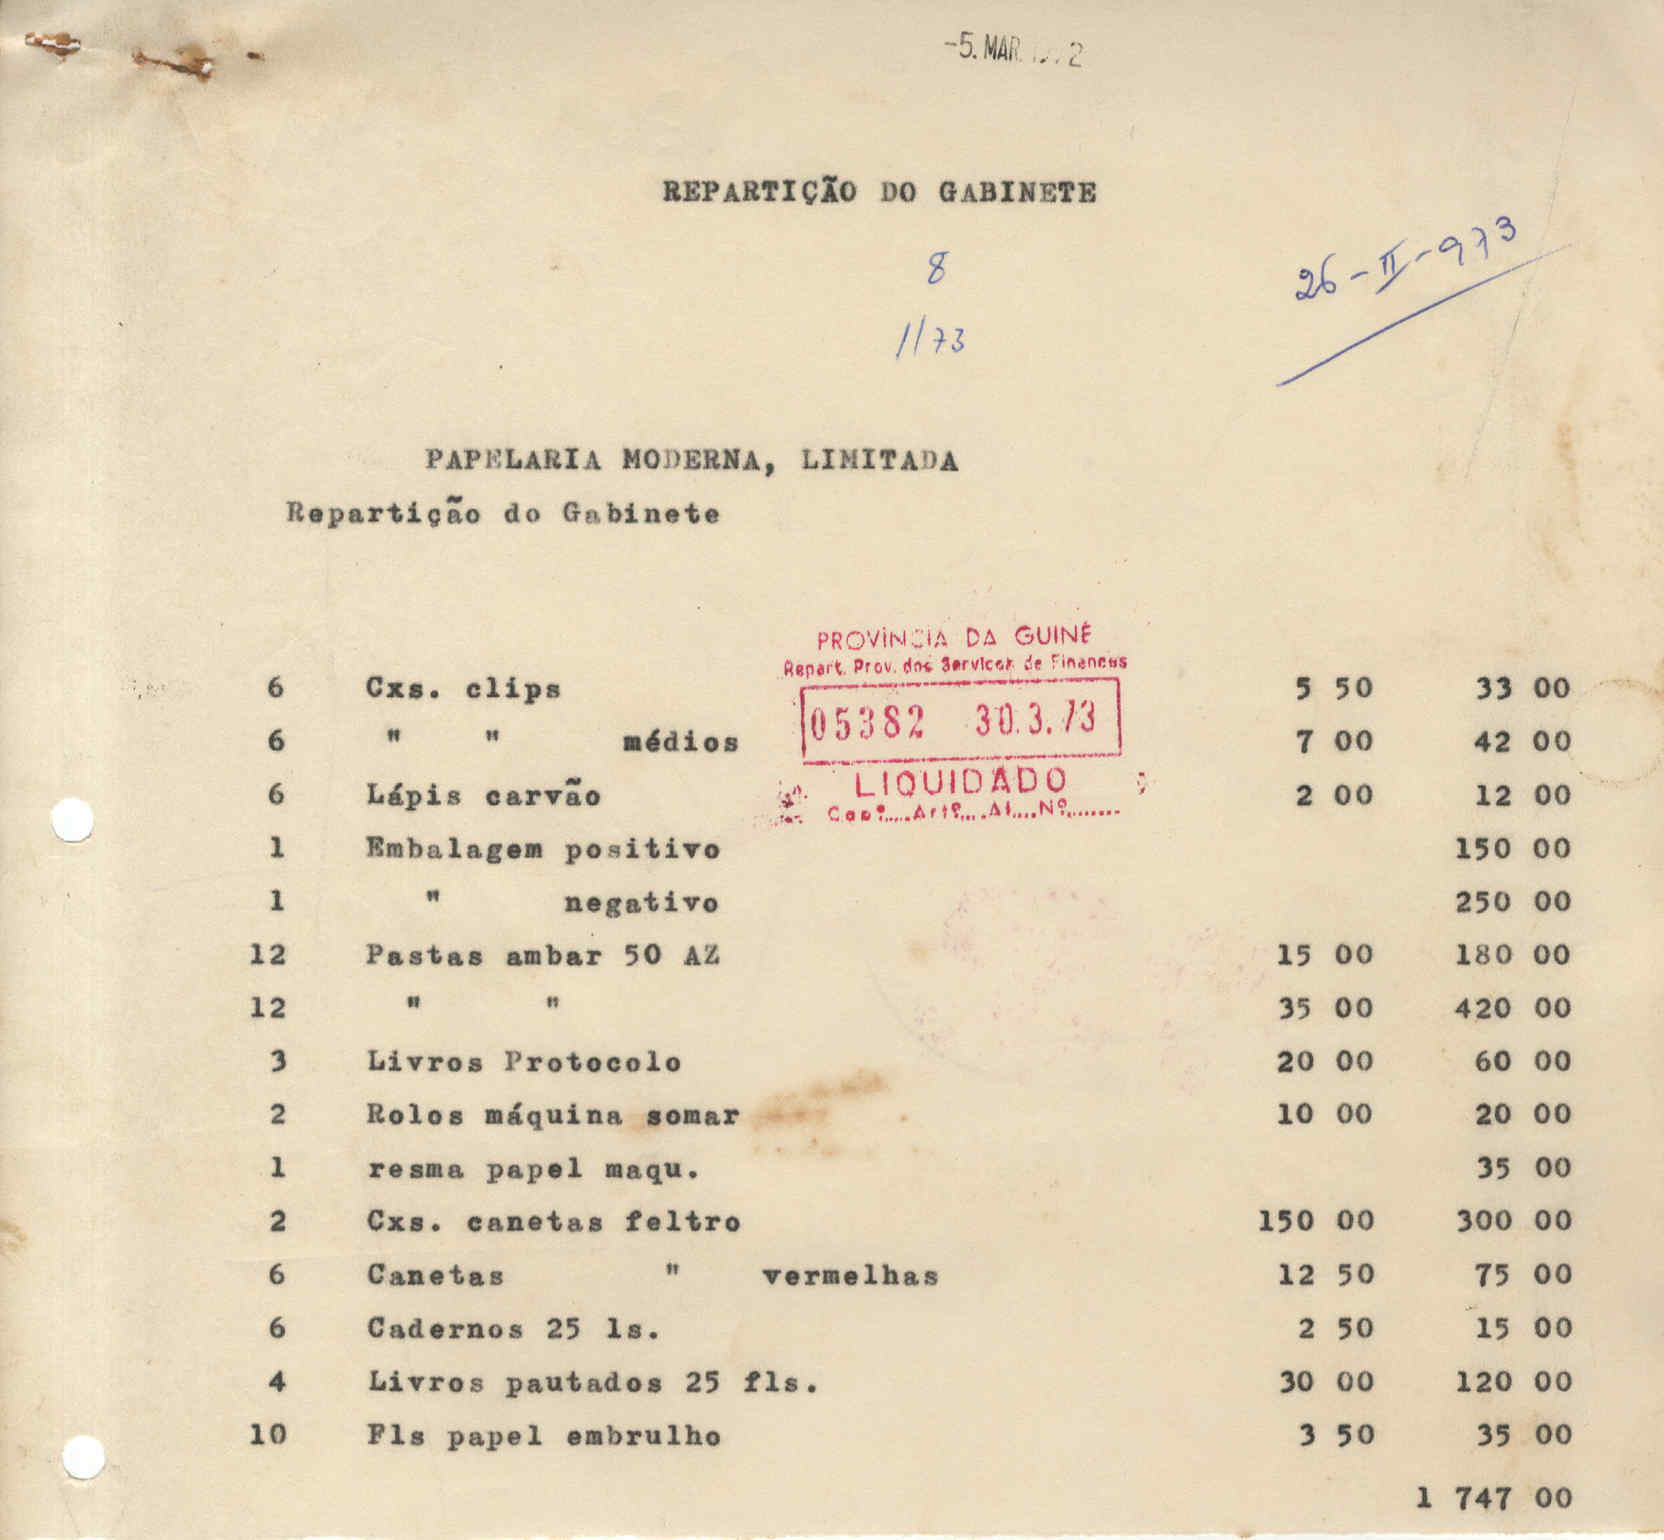 -5. MAR.
REPARTIÇÃO DO GABINETE
8
1/73
26-II-973
PAPELARIA MODERNA, LIMITADA
Repartição do Gabinete
PROVÍNCIA DA GUINÉ
Repart. Prov. dos Serviços de Finanças
05382 30.3.73
LIQUIDADO
Cap.º.....Artº.....Al.....Nº........
6 Cxs. clips 5 50 33 00
6 " " médios 7 00 42 00
6 Lápis carvão 2 00 12 00
1 Embalagem positivo 150 00
1 " negativo 250 00
12 Pastas ambar 50 AZ 15 00 180 00
12 " " 35 00 420 00
3 Livros Protocolo 20 00 60 00
2 Rolos máquina somar 10 00 20 00
1 resma papel maqu. 35 00
2 Cxs. canetas feltro 150 00 300 00
6 Canetas " vermelhas 12 50 75 00
6 Cadernos 25 ls. 2 50 15 00
4 Livros pautados 25 fls. 30 00 120 00
10 Fls papel embrulho 3 50 35 00
1 747 00